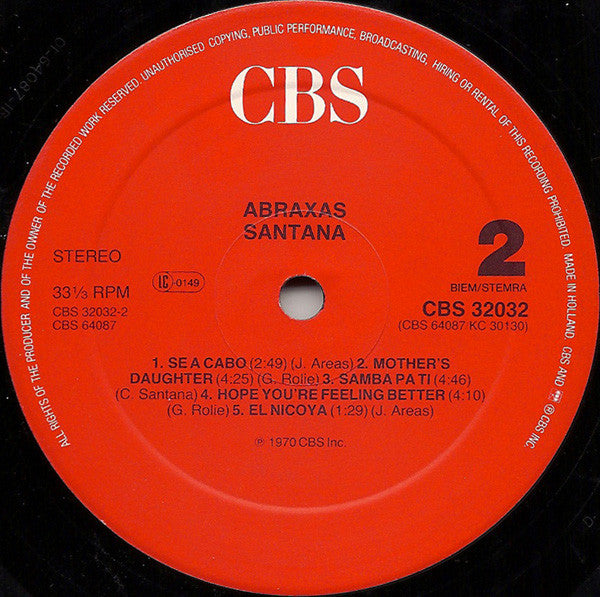 ALL RIGHTS OF THE PRODUCER AND OF THE OWNER OF THE RECORDED WORK RESERVED. UNAUTHORISED COPYING, PUBLIC PERFORMANCE, BROADCASTING, HIRING OR RENTAL OF THIS RECORDING PROHIBITED. MADE IN HOLLAND. CBS AND ℗ CBS INC.
CBS
ABRAXAS
SANTANA
STEREO
2
LC-0149
BIEM/STEMRA
33⅓ RPM
CBS 32032
CBS 32032-2
(CBS 64087 KC 30130)
CBS 64087
1. SE A CABO (2:49) (J. Areas) 2. MOTHER'S
DAUGHTER (4:25) (G. Rolie) 3. SAMBA PA TI (4:46)
(C. Santana) 4. HOPE YOU'RE FEELING BETTER (4:10)
(G. Rolie) 5. EL NICOYA (1:29) (J. Areas)
℗ 1970 CBS Inc.